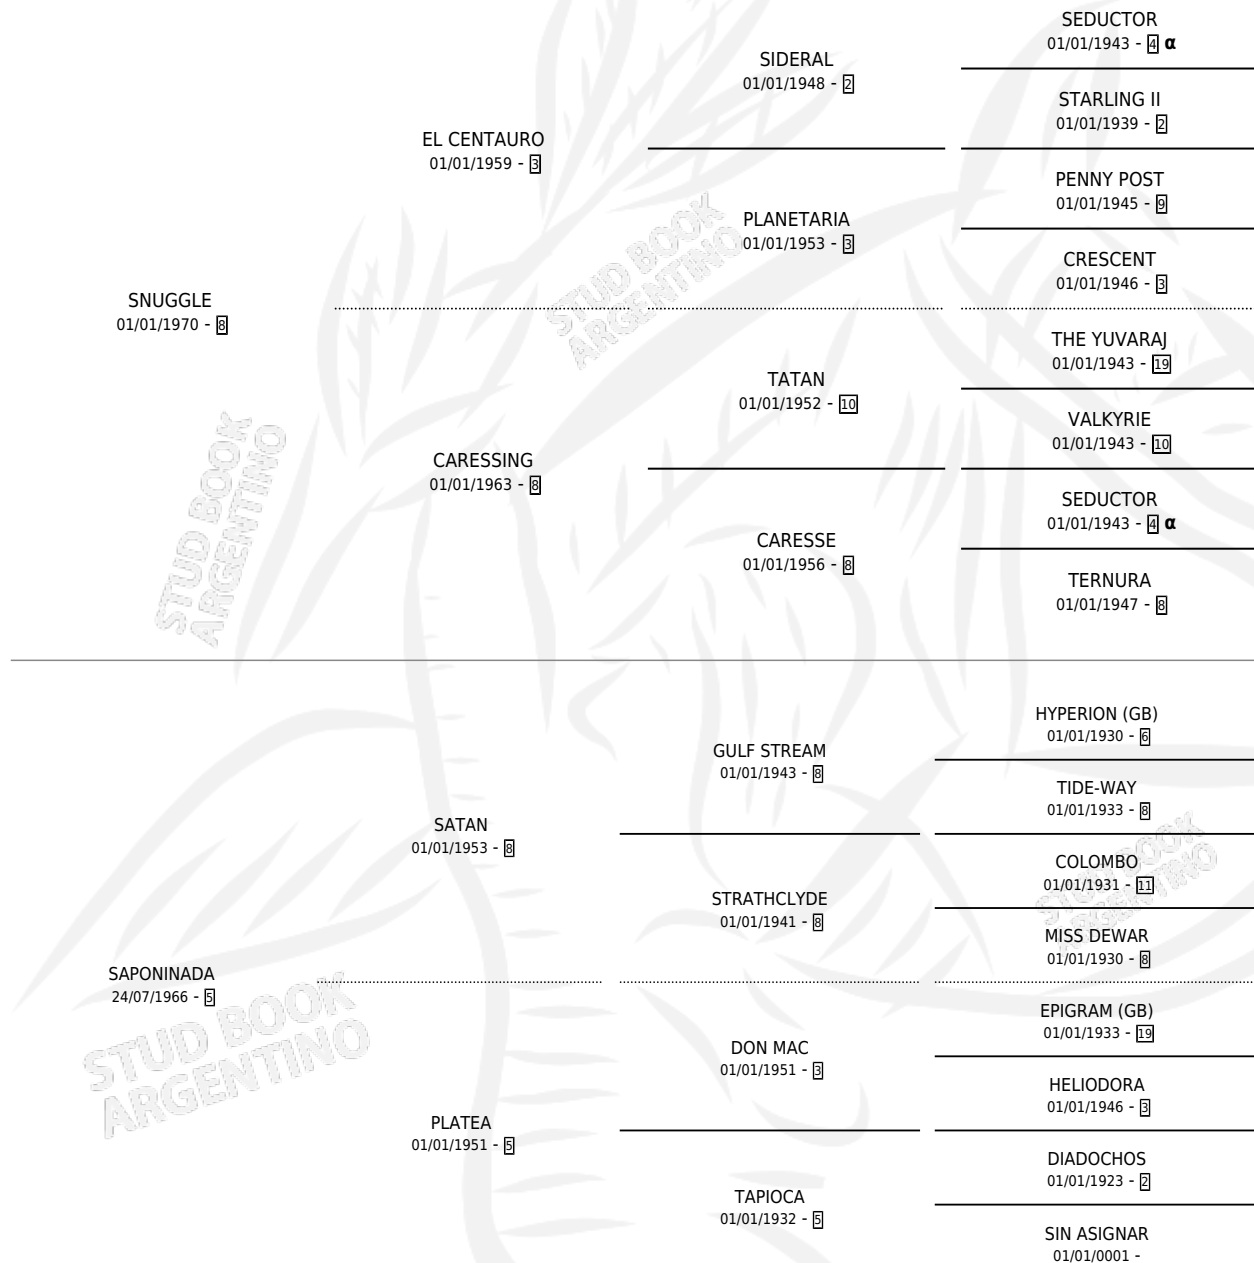 SEDUCTOR
01/01/1943 - 4 α
SIDERAL
01/01/1948 - 2
STARLING II
01/01/1939 - 2
EL CENTAURO
01/01/1959 - 3
PENNY POST
01/01/1945 - 9
PLANETARIA
01/01/1953 - 3
CRESCENT
01/01/1946 - 3
SNUGGLE
01/01/1970 - 8
THE YUVARAJ
01/01/1943 - 19
TATAN
01/01/1952 - 10
VALKYRIE
01/01/1943 - 10
CARESSING
01/01/1963 - 8
SEDUCTOR
01/01/1943 - 4 α
CARESSE
01/01/1956 - 8
TERNURA
01/01/1947 - 8
STUD BOOK
ARGENTINO
STUD BOOK
ARGENTINO
HYPERION (GB)
01/01/1930 - 6
GULF STREAM
01/01/1943 - 8
TIDE-WAY
01/01/1933 - 8
SATAN
01/01/1953 - 8
COLOMBO
01/01/1931 - 11
STRATHCLYDE
01/01/1941 - 8
MISS DEWAR
01/01/1930 - 8
SAPONINADA
24/07/1966 - 5
EPIGRAM (GB)
01/01/1933 - 19
DON MAC
01/01/1951 - 3
HELIODORA
01/01/1946 - 3
PLATEA
01/01/1951 - 5
DIADOCHOS
01/01/1923 - 2
TAPIOCA
01/01/1932 - 5
SIN ASIGNAR
01/01/0001 -
STUD BOOK
ARGENTINO
STUD BOOK
ARGENTINO